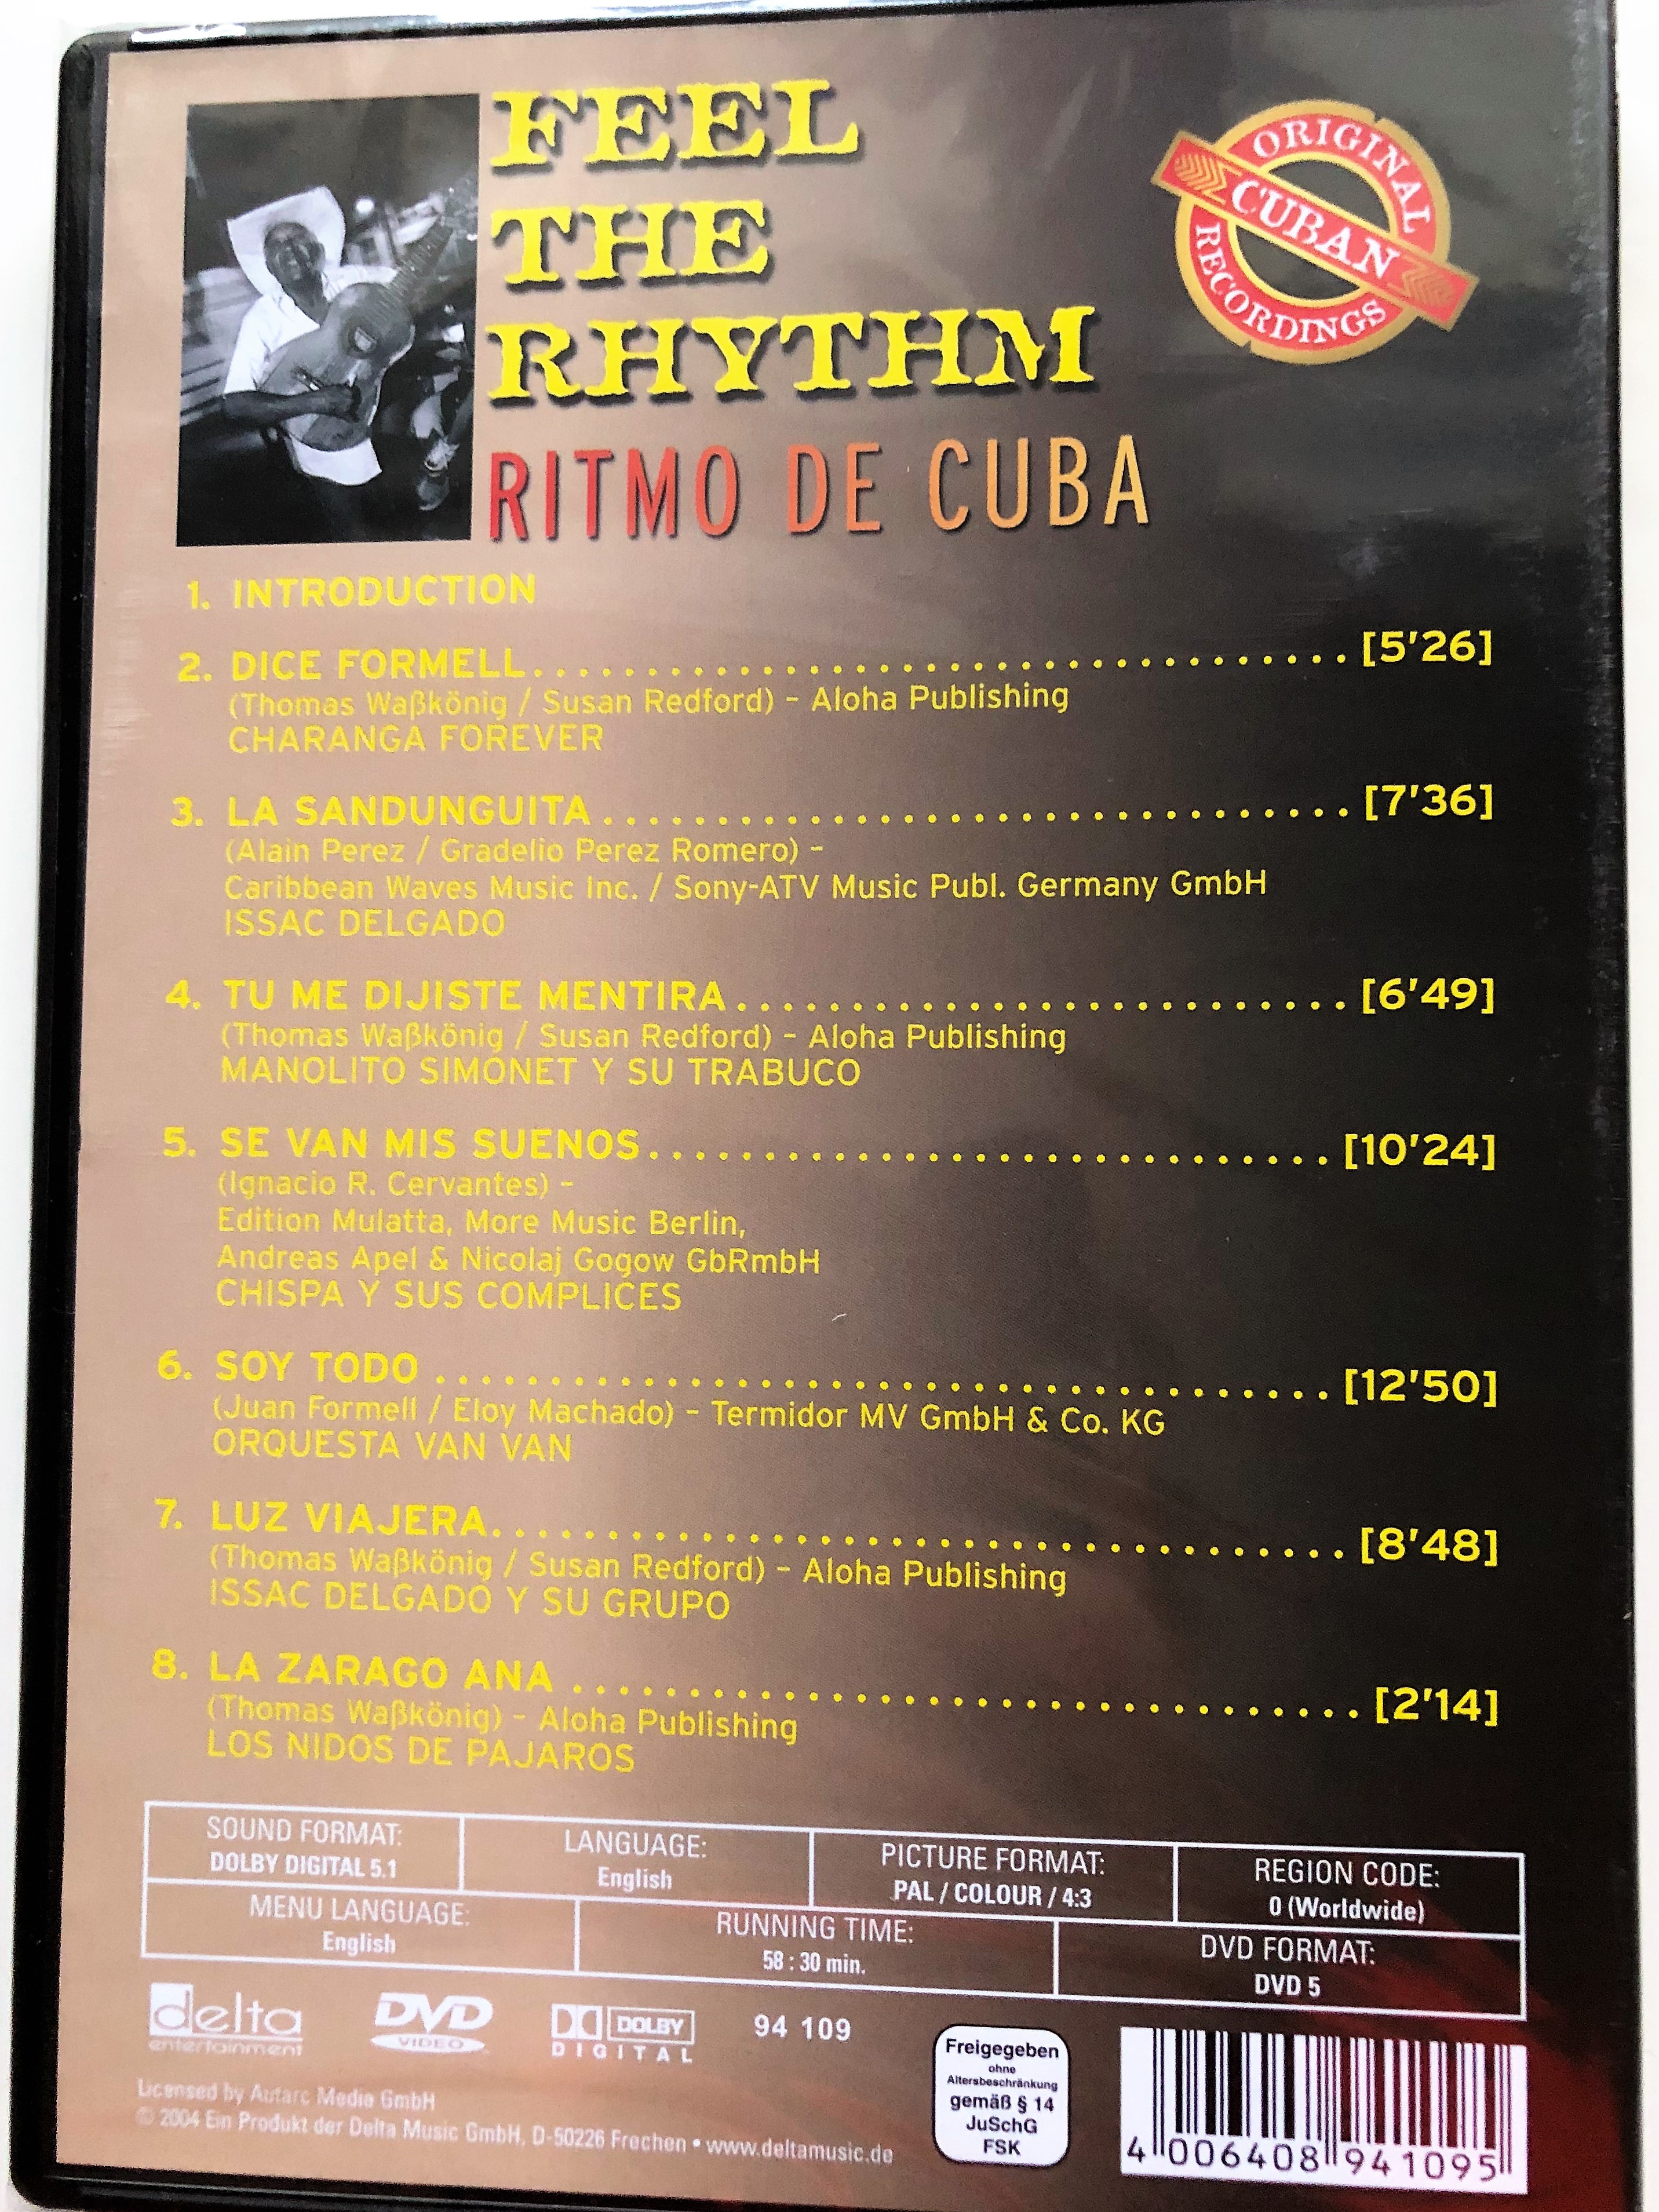 FEEL
THE
RHYTHM
RITMO DE CUBA
ORIGINAL
CUBAN
RECORDINGS
1. INTRODUCTION
2. DICE FORMELL [5'26]
(Thomas Waßkönig / Susan Redford) – Aloha Publishing
CHARANGA FOREVER
3. LA SANDUNGUITA [7'36]
(Alain Perez / Gradelio Perez Romero) –
Caribbean Waves Music Inc. / Sony-ATV Music Publ. Germany GmbH
ISSAC DELGADO
4. TU ME DIJISTE MENTIRA [6'49]
(Thomas Waßkönig / Susan Redford) – Aloha Publishing
MANOLITO SIMÓNET Y SU TRABUCO
5. SE VAN MIS SUENOS [10'24]
(Ignacio R. Cervantes) –
Edition Mulatta, More Music Berlin,
Andreas Apel & Nicolaj Gogow GbRmbH
CHISPA Y SUS COMPLICES
6. SOY TODO [12'50]
(Juan Formell / Eloy Machado) – Termidor MV GmbH & Co. KG
ORQUESTA VAN VAN
7. LUZ VIAJERA [8'48]
(Thomas Waßkönig / Susan Redford) – Aloha Publishing
ISSAC DELGADO Y SU GRUPO
8. LA ZARAGO ANA [2'14]
(Thomas Waßkönig) – Aloha Publishing
LOS NIDOS DE PAJAROS
SOUND FORMAT:
DOLBY DIGITAL 5.1
LANGUAGE:
English
PICTURE FORMAT:
PAL / COLOUR / 4:3
REGION CODE:
0 (Worldwide)
MENU LANGUAGE:
English
RUNNING TIME:
58 : 30 min.
DVD FORMAT:
DVD 5
delta
entertainment
DVD
VIDEO
DOLBY
DIGITAL
94 109
Freigegeben
ohne
Altersbeschränkung
gemäß § 14
JuSchG
FSK
Licensed by Autarc Media GmbH
© 2004 Ein Produkt der Delta Music GmbH, D-50226 Frechen • www.deltamusic.de
4 006408 941095